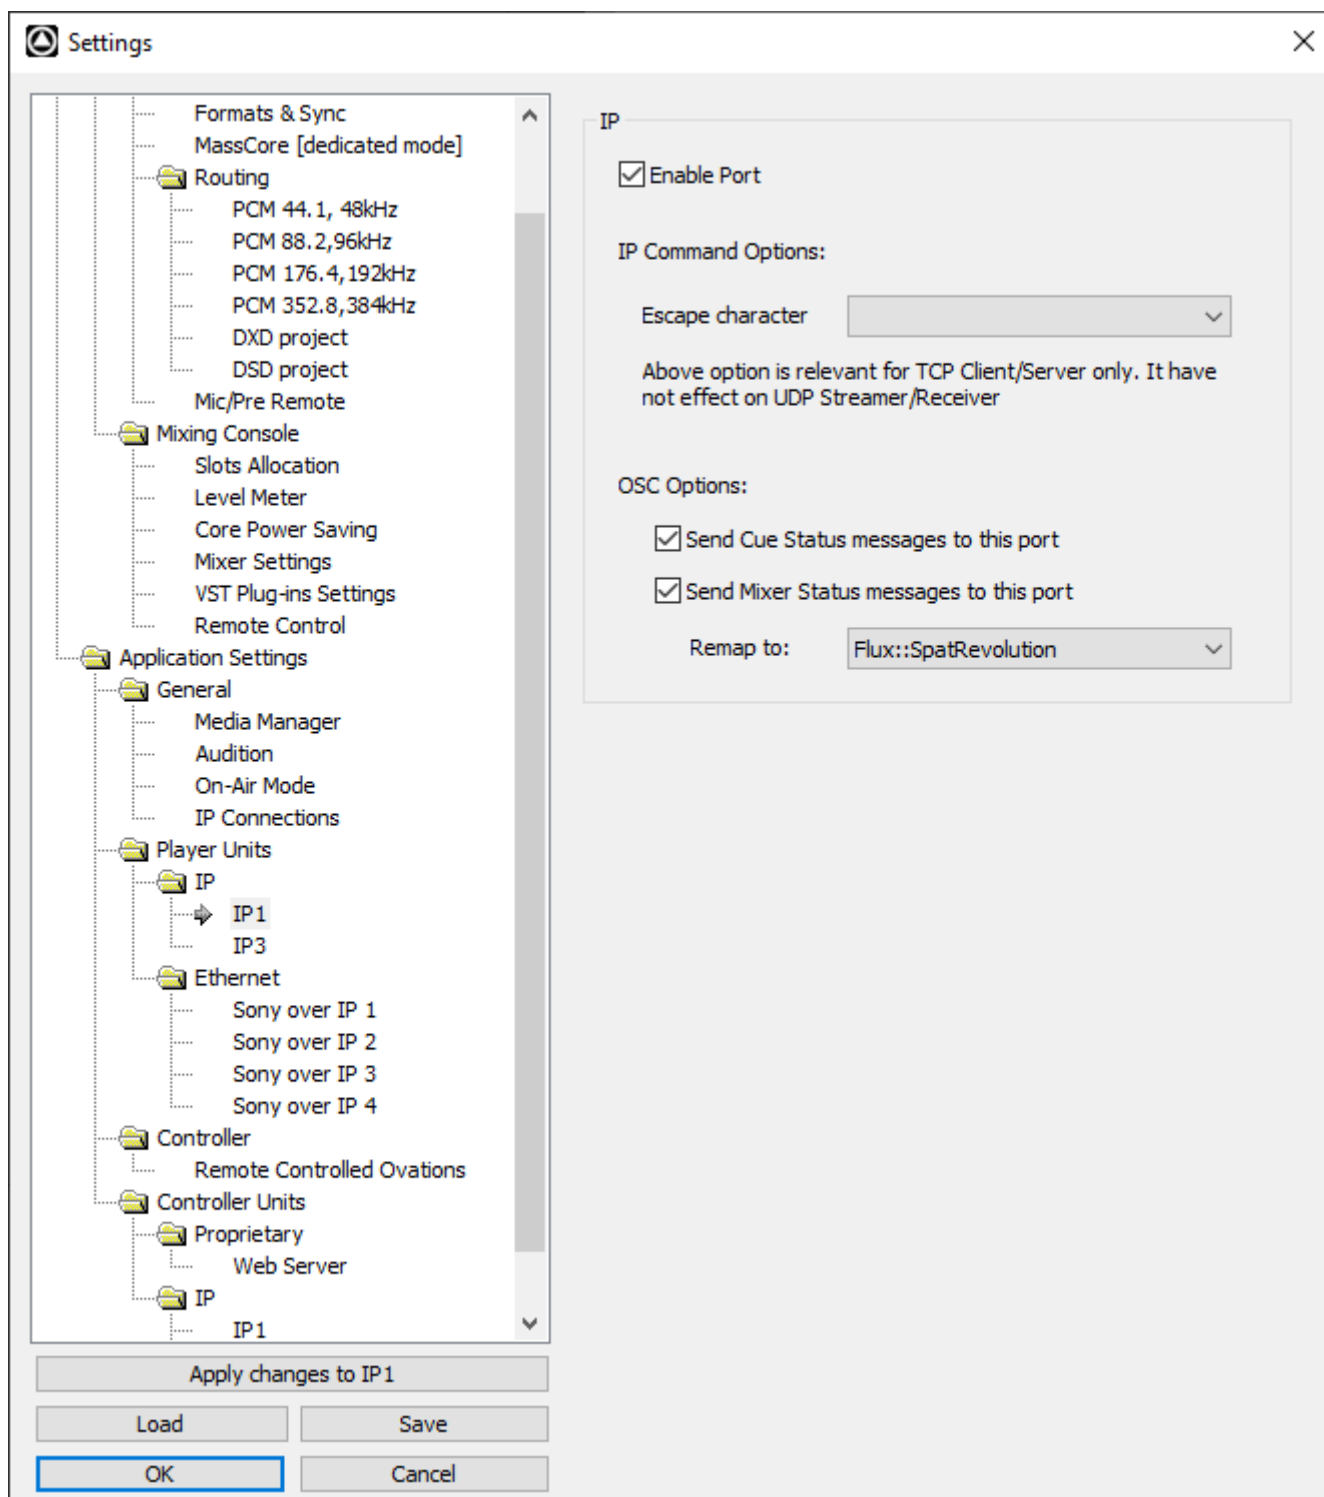 Settings
Formats & Sync
MassCore [dedicated mode]
Routing
PCM 44.1, 48kHz
PCM 88.2,96kHz
PCM 176.4,192kHz
PCM 352.8,384kHz
DXD project
DSD project
Mic/Pre Remote
Mixing Console
Slots Allocation
Level Meter
Core Power Saving
Mixer Settings
VST Plug-ins Settings
Remote Control
Application Settings
General
Media Manager
Audition
On-Air Mode
IP Connections
Player Units
IP
IP1
IP3
Ethernet
Sony over IP 1
Sony over IP 2
Sony over IP 3
Sony over IP 4
Controller
Remote Controlled Ovations
Controller Units
Proprietary
Web Server
IP
IP1
Apply changes to IP1
Load
Save
OK
Cancel
IP
Enable Port
IP Command Options:
Escape character
Above option is relevant for TCP Client/Server only. It have
not effect on UDP Streamer/Receiver
OSC Options:
Send Cue Status messages to this port
Send Mixer Status messages to this port
Remap to:
Flux::SpatRevolution